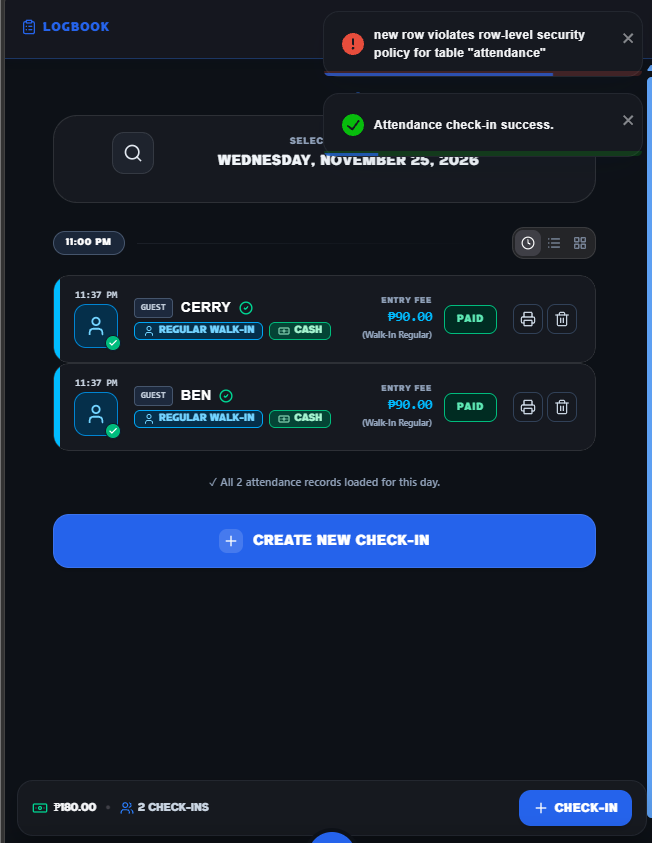 LOGBOOK
new row violates row-level security
policy for table "attendance"
Attendance check-in success.
SELEC
WEDNESDAY, NOVEMBER 25, 2026
11:00 PM
11:37 PM
GUEST CERRY
REGULAR WALK-IN CASH
ENTRY FEE
₱90.00
(Walk-In Regular)
PAID
11:37 PM
GUEST BEN
REGULAR WALK-IN CASH
ENTRY FEE
₱90.00
(Walk-In Regular)
PAID
✓ All 2 attendance records loaded for this day.
+ CREATE NEW CHECK-IN
₱180.00 • 2 CHECK-INS
+ CHECK-IN